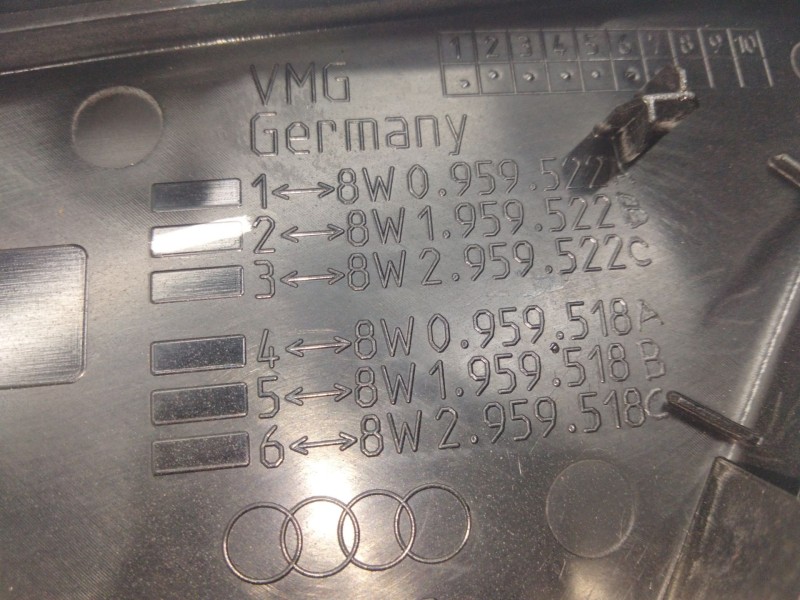 1 2 3 4 5 6 7 8 9 10
VMG
Germany
1 ↔ 8W 0.959.522
2 ↔ 8W 1.959.522B
3 ↔ 8W 2.959.522C
4 ↔ 8W 0.959.518A
5 ↔ 8W 1.959.518 B
6 ↔ 8W 2.959.518C